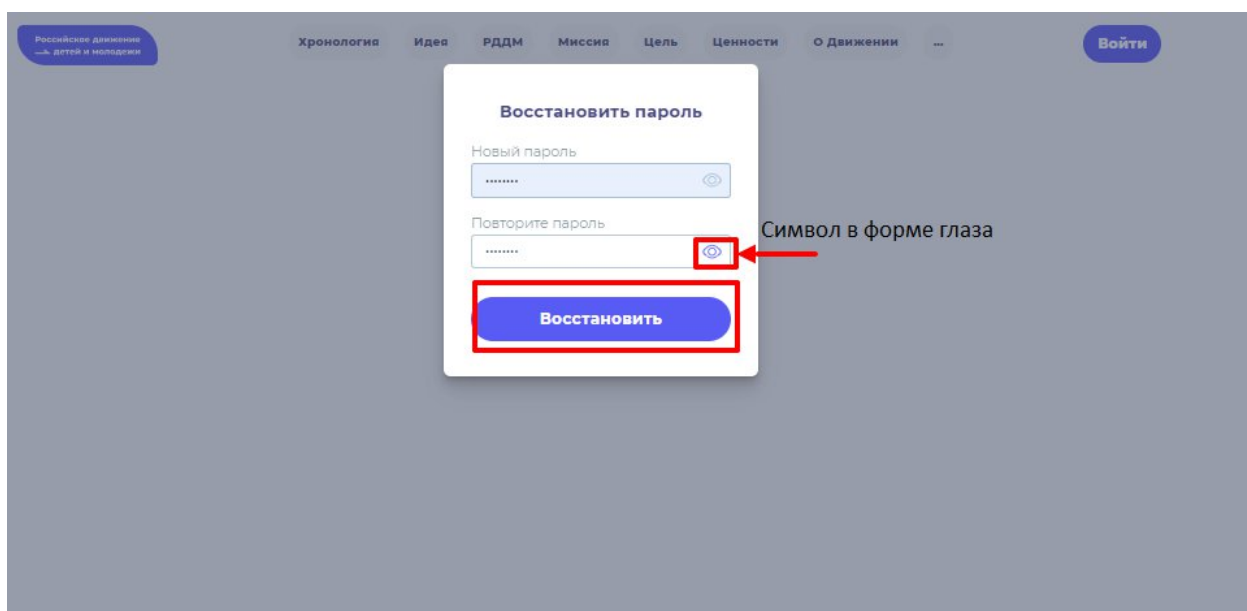 Российское движение
детей и молодежи
Хронология Идея РДДМ Миссия Цель Ценности О Движении ...
Войти
Восстановить пароль
Новый пароль
........
Повторите пароль
........
Символ в форме глаза
Восстановить